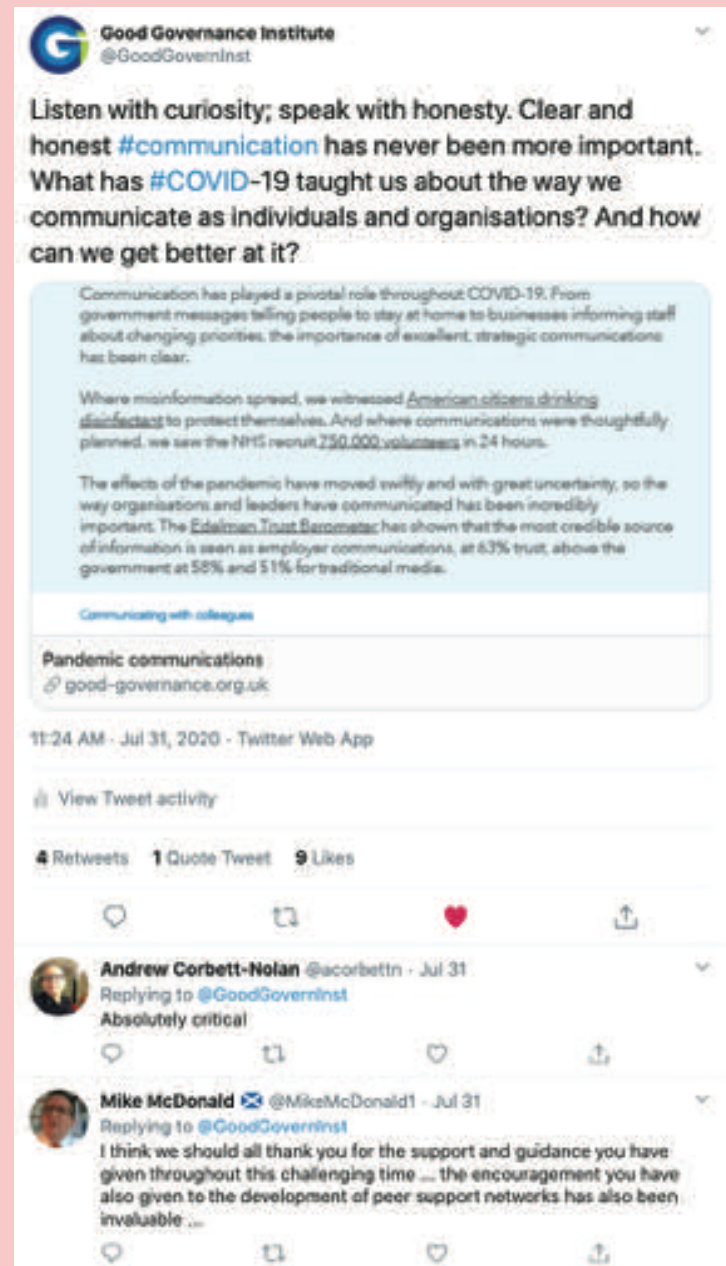 Good Governance Institute
@GoodGovernInst
Listen with curiosity; speak with honesty. Clear and
honest #communication has never been more important.
What has #COVID-19 taught us about the way we
communicate as individuals and organisations? And how
can we get better at it?
Communication has played a pivotal role throughout COVID-19. From
government messages telling people to stay at home to businesses informing staff
about changing priorities, the importance of excellent, strategic communications
has been clear.
Where misinformation spread, we witnessed American citizens drinking
disinfectant to protect themselves. And where communications were thoughtfully
planned, we saw the NHS recruit 750,000 volunteers in 24 hours.
The effects of the pandemic have moved swiftly and with great uncertainty, so the
way organisations and leaders have communicated has been incredibly
important. The Edelman Trust Barometer has shown that the most credible source
of information is seen as employer communications, at 63% trust, above the
government at 58% and 51% for traditional media.
Communicating with colleagues
Pandemic communications
good-governance.org.uk
11:24 AM · Jul 31, 2020 · Twitter Web App
View Tweet activity
4 Retweets 1 Quote Tweet 9 Likes
Andrew Corbett-Nolan @acorbettn · Jul 31
Replying to @GoodGovernInst
Absolutely critical
Mike McDonald @MikeMcDonald1 · Jul 31
Replying to @GoodGovernInst
I think we should all thank you for the support and guidance you have
given throughout this challenging time ... the encouragement you have
also given to the development of peer support networks has also been
invaluable ...